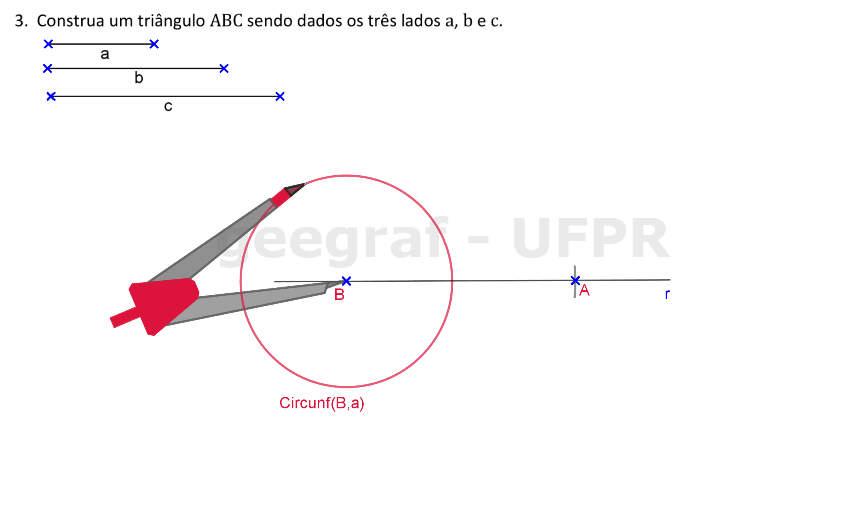 3. Construa um triângulo ABC sendo dados os três lados a, b e c.
a
b
c
geegraf - UFPR
B
A
r
Circunf(B,a)